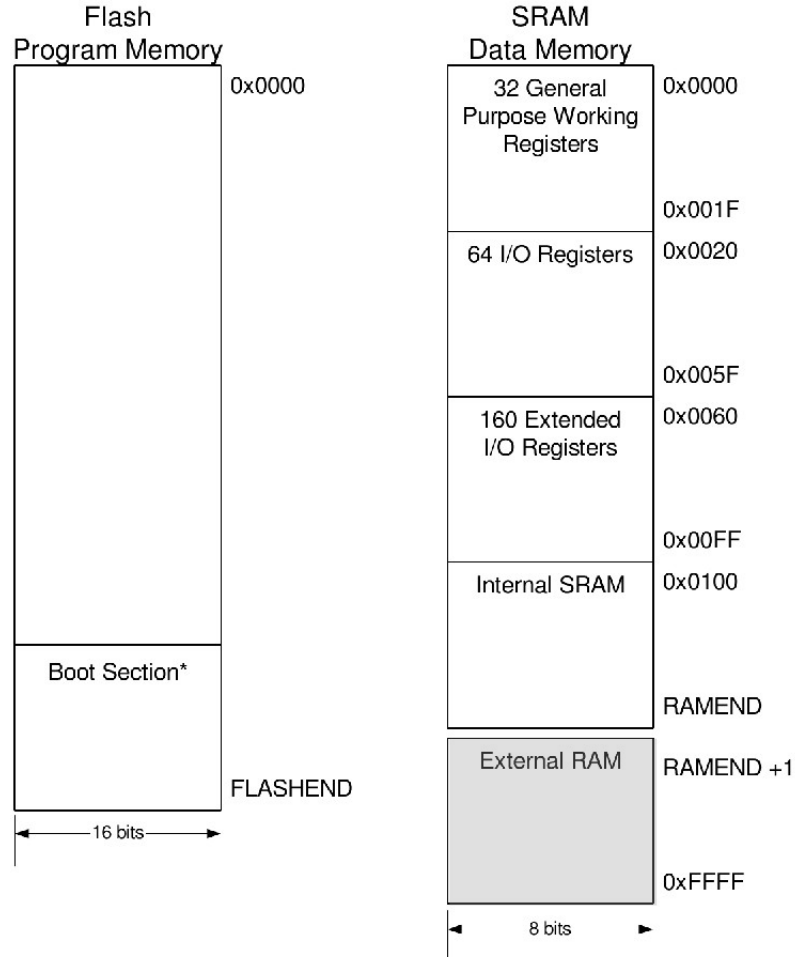 Flash
Program Memory
0x0000
Boot Section*
FLASHEND
16 bits
SRAM
Data Memory
32 General
Purpose Working
Registers
0x0000
0x001F
64 I/O Registers
0x0020
0x005F
160 Extended
I/O Registers
0x0060
0x00FF
Internal SRAM
0x0100
RAMEND
External RAM
RAMEND +1
0xFFFF
8 bits